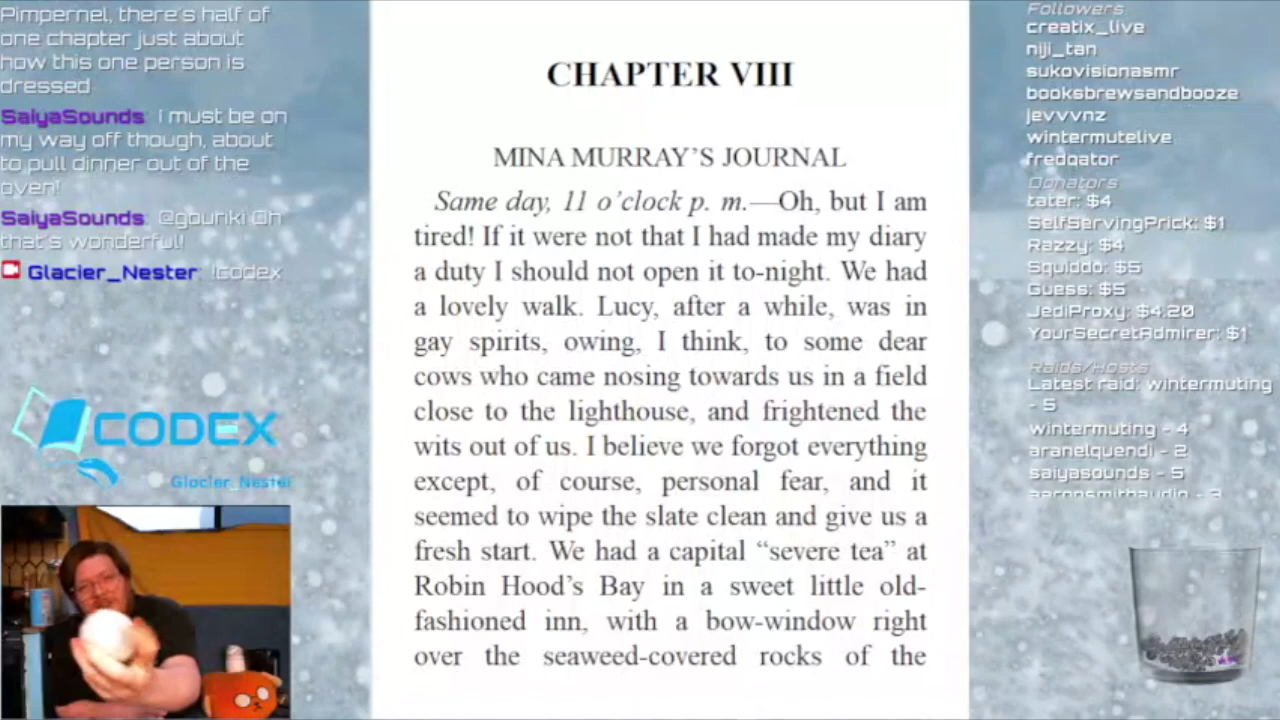 Pimpernel, there's half of
one chapter just about
how this one person is
dressed
SaiyaSounds: i must be on
my way off though, about
to pull dinner out of the
oven!
SaiyaSounds: @gouriki Oh
that's wonderful!
Glacier_Nester: !codex
CODEX
Glacier_Nester
CHAPTER VIII
MINA MURRAY’S JOURNAL
Same day, 11 o’clock p. m.—Oh, but I am
tired! If it were not that I had made my diary
a duty I should not open it to-night. We had
a lovely walk. Lucy, after a while, was in
gay spirits, owing, I think, to some dear
cows who came nosing towards us in a field
close to the lighthouse, and frightened the
wits out of us. I believe we forgot everything
except, of course, personal fear, and it
seemed to wipe the slate clean and give us a
fresh start. We had a capital “severe tea” at
Robin Hood’s Bay in a sweet little old-
fashioned inn, with a bow-window right
over the seaweed-covered rocks of the
Followers
creatix_live
niji_tan
sukovisionasmr
booksbrewsandbooze
jevvvnz
wintermutelive
fredgator
Donators
tater: $4
SelfServingPrick: $1
Razzy: $4
Squiddo: $5
Guess: $5
JediProxy: $4.20
YourSecretAdmirer: $1
Raids/Hosts
Latest raid: wintermuting
- 5
wintermuting - 4
aranelquendi - 2
saiyasounds - 5
aaronsmithaudio - 3